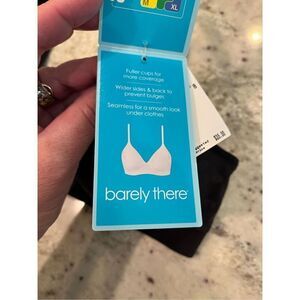 M
XL
Fuller cups for
more coverage
Wider sides & back to
prevent bulges
Seamless for a smooth look
under clothes
barely there